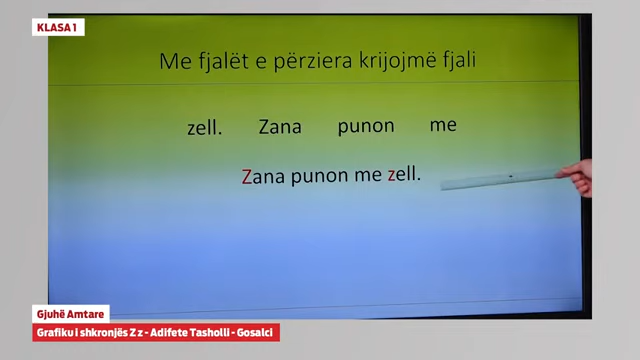 KLASA 1
Me fjalët e përziera krijojmë fjali
zell. Zana punon me
Zana punon me zell.
Gjuhë Amtare
Grafiku i shkronjës Z z - Adifete Tasholli - Gosalci